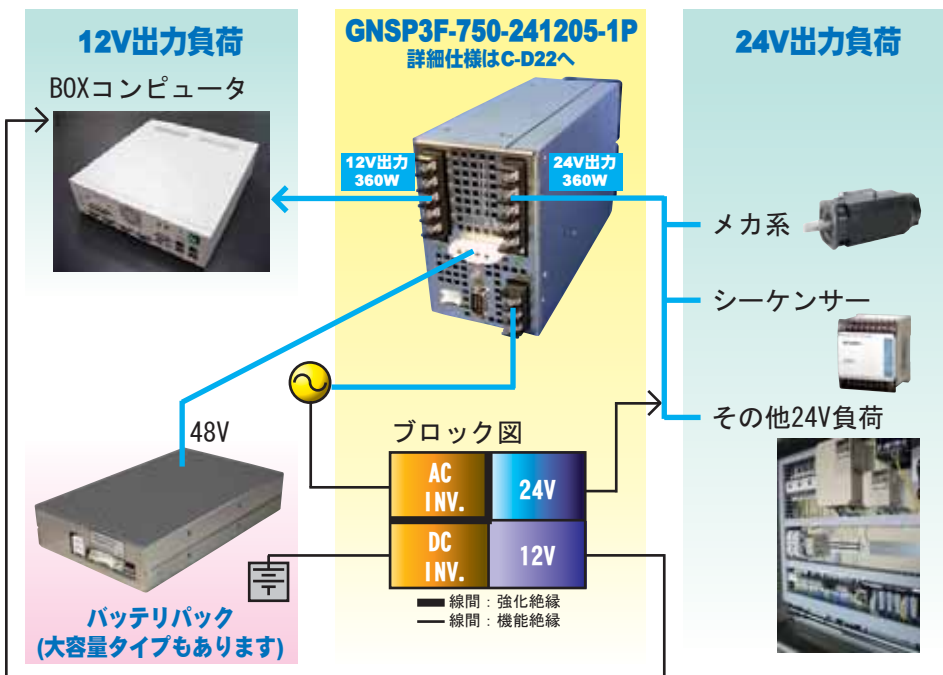 12V出力負荷
BOXコンピュータ
GNSP3F-750-241205-1P
詳細仕様はC-D22へ
12V出力
360W
24V出力
360W
24V出力負荷
メカ系
シーケンサー
その他24V負荷
48V
バッテリパック
(大容量タイプもあります)
ブロック図
AC
INV.
24V
DC
INV.
12V
線間：強化絶縁
線間：機能絶縁